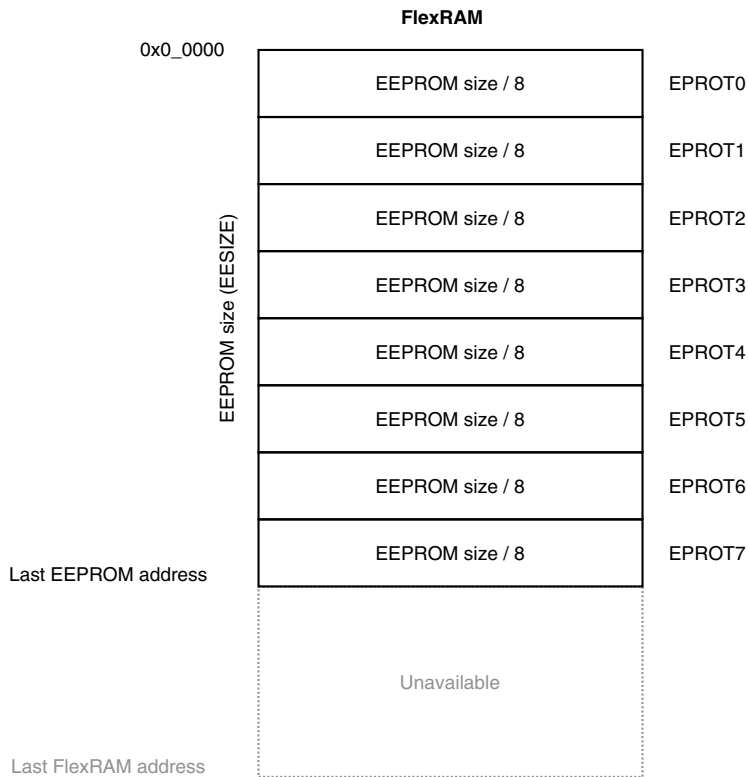 FlexRAM
0x0_0000
EEPROM size / 8 EPROT0
EEPROM size / 8 EPROT1
EEPROM size / 8 EPROT2
EEPROM size / 8 EPROT3
EEPROM size (EESIZE)
EEPROM size / 8 EPROT4
EEPROM size / 8 EPROT5
EEPROM size / 8 EPROT6
EEPROM size / 8 EPROT7
Last EEPROM address
Unavailable
Last FlexRAM address